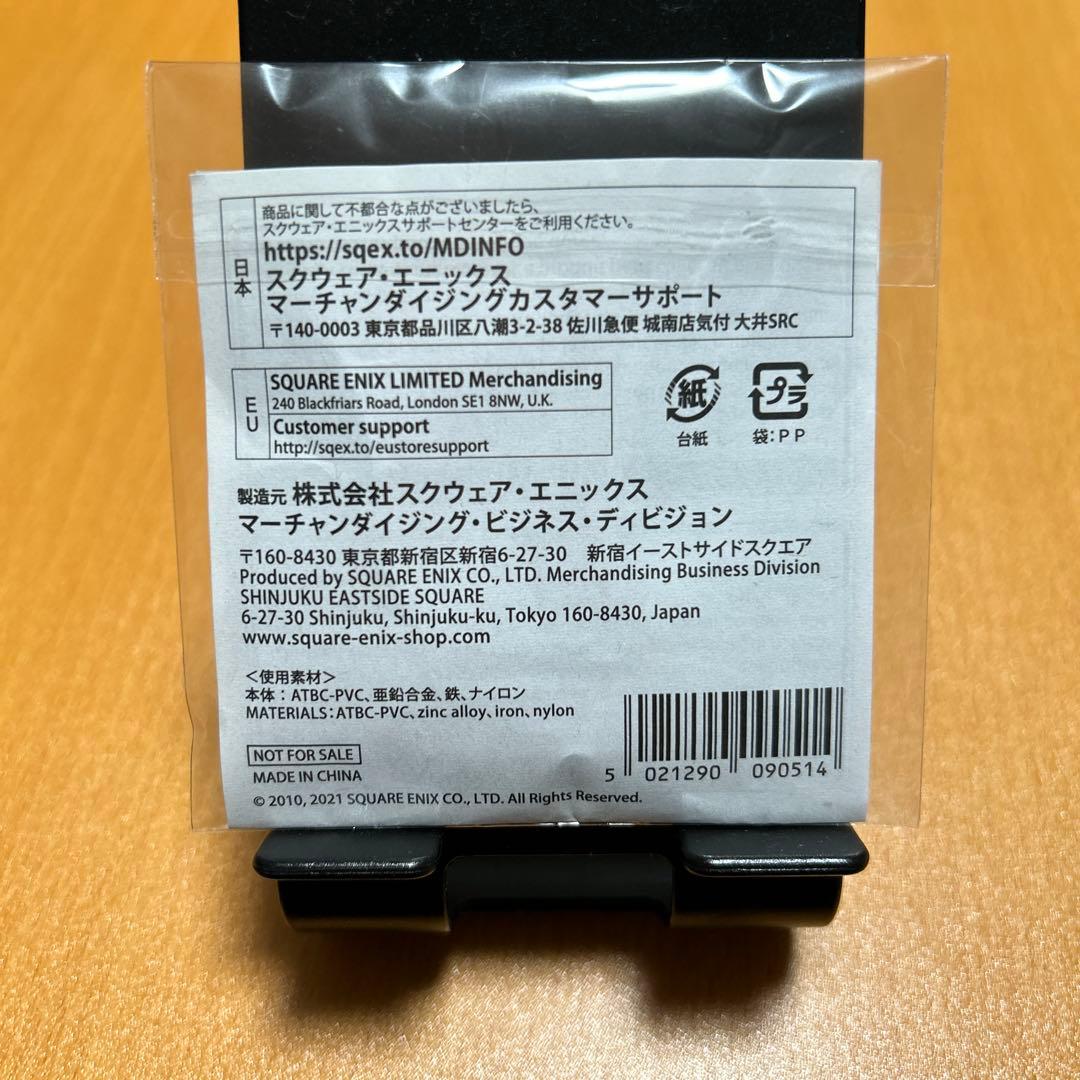 日本
商品に関して不都合な点がございましたら、
スクウェア・エニックスサポートセンターをご利用ください。
https://sqex.to/MDINFO
スクウェア・エニックス
マーチャンダイジングカスタマーサポート
〒140-0003 東京都品川区八潮3-2-38 佐川急便 城南店気付 大井SRC
EU
SQUARE ENIX LIMITED Merchandising
240 Blackfriars Road, London SE1 8NW, U.K.
Customer support
http://sqex.to/eustoresupport
紙
台紙
プラ
袋:PP
製造元 株式会社スクウェア・エニックス
マーチャンダイジング・ビジネス・ディビジョン
〒160-8430 東京都新宿区新宿6-27-30 新宿イーストサイドスクエア
Produced by SQUARE ENIX CO., LTD. Merchandising Business Division
SHINJUKU EASTSIDE SQUARE
6-27-30 Shinjuku, Shinjuku-ku, Tokyo 160-8430, Japan
www.square-enix-shop.com
<使用素材>
本体：ATBC-PVC、亜鉛合金、鉄、ナイロン
MATERIALS：ATBC-PVC、zinc alloy、iron、nylon
NOT FOR SALE
MADE IN CHINA
© 2010, 2021 SQUARE ENIX CO., LTD. All Rights Reserved.
5 021290 090514